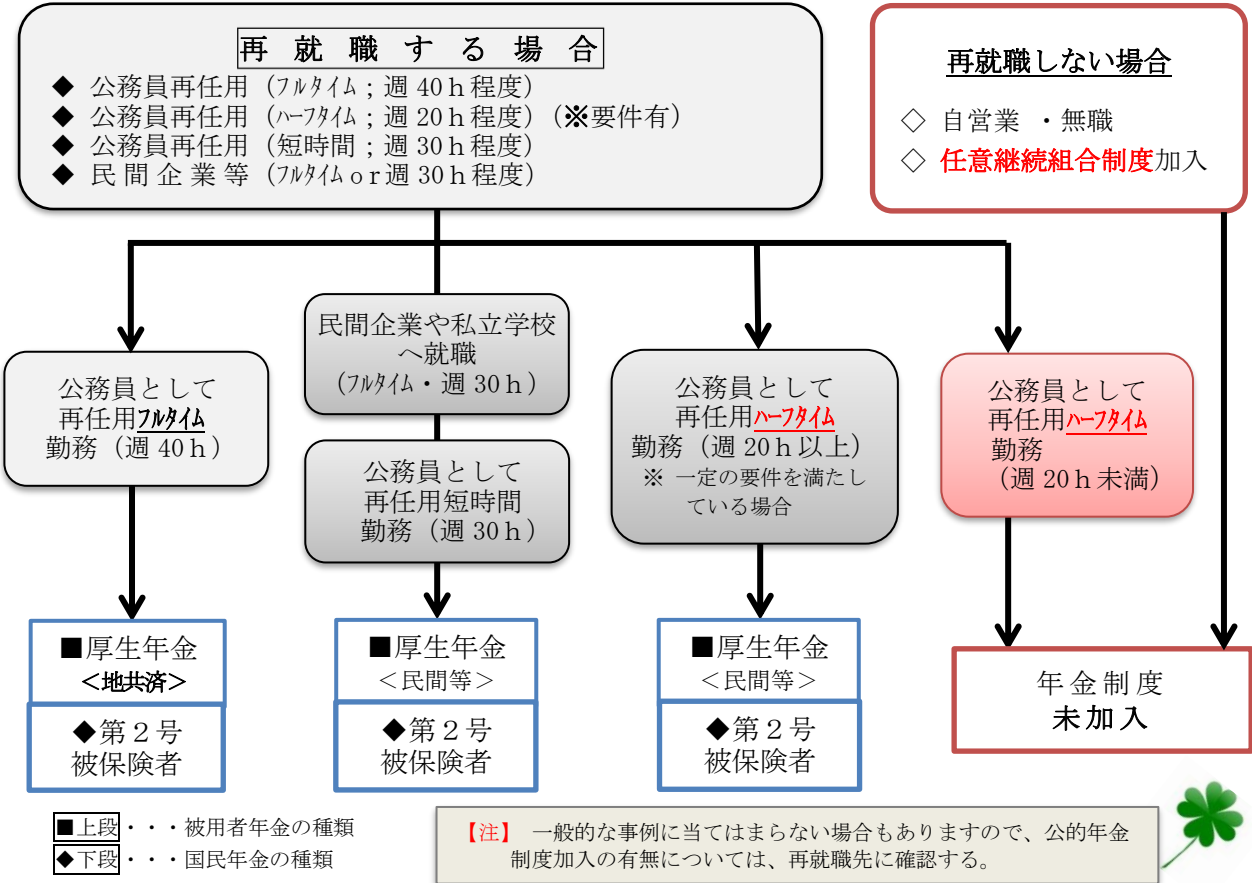 再就職する場合
◆ 公務員再任用（フルタイム；週40ｈ程度）
◆ 公務員再任用（ハーフタイム；週20ｈ程度）（※要件有）
◆ 公務員再任用（短時間；週30ｈ程度）
◆ 民間企業等（フルタイムｏｒ週30ｈ程度）
再就職しない場合
◇ 自営業 ・無職
◇ 任意継続組合制度加入
公務員として
再任用フルタイム
勤務（週40ｈ）
民間企業や私立学校
へ就職
（フルタイム・週30ｈ）
公務員として
再任用短時間
勤務（週30ｈ）
公務員として
再任用ハーフタイム
勤務（週20ｈ以上）
※ 一定の要件を満たし
ている場合
公務員として
再任用ハーフタイム
勤務
（週20ｈ未満）
■厚生年金
＜地共済＞
◆第２号
被保険者
■厚生年金
＜民間等＞
◆第２号
被保険者
■厚生年金
＜民間等＞
◆第２号
被保険者
年金制度
未加入
■上段・・・被用者年金の種類
◆下段・・・国民年金の種類
【注】 一般的な事例に当てはまらない場合もありますので、公的年金
制度加入の有無については、再就職先に確認する。